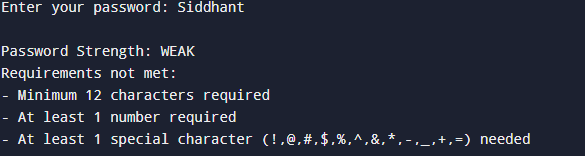 Enter your password: Siddhant
Password Strength: WEAK
Requirements not met:
- Minimum 12 characters required
- At least 1 number required
- At least 1 special character (!,@,#,$,%,^,&,*,-,_,+,=) needed